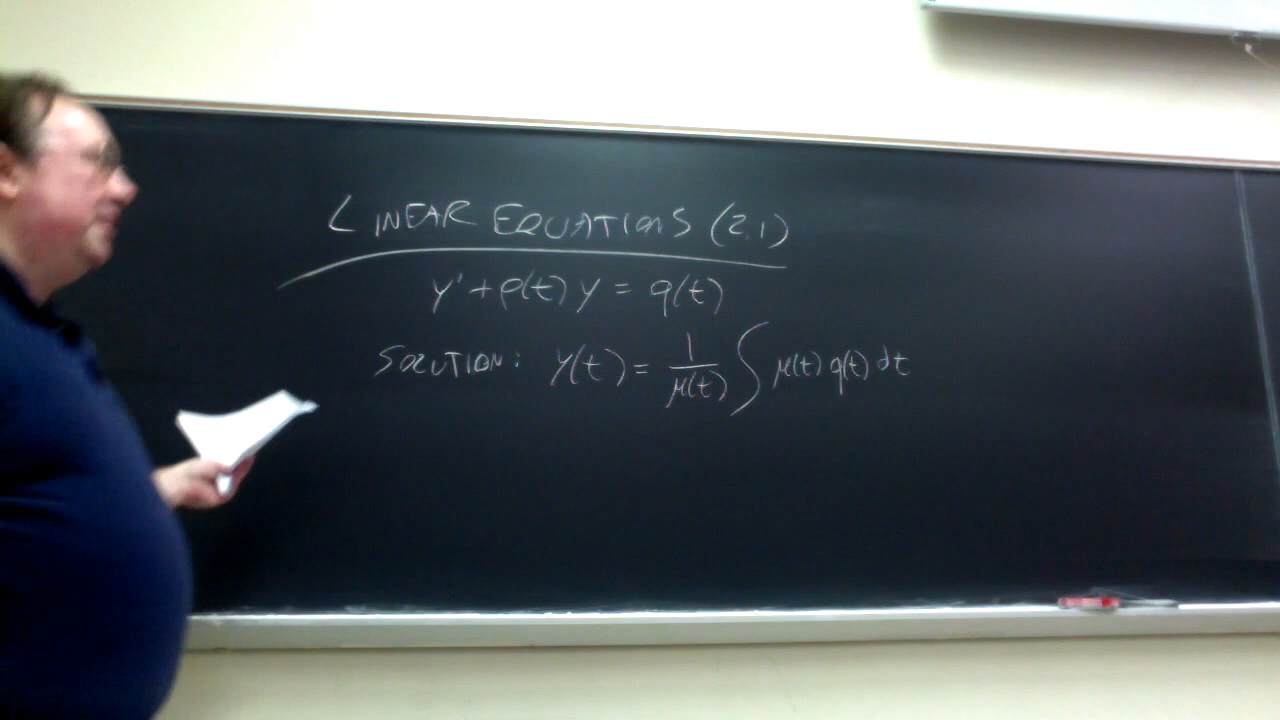 LINEAR EQUATIONS (2.1)
y' + p(t) y = q(t)
SOLUTION: y(t) = 1/μ(t) ∫ μ(t) q(t) dt